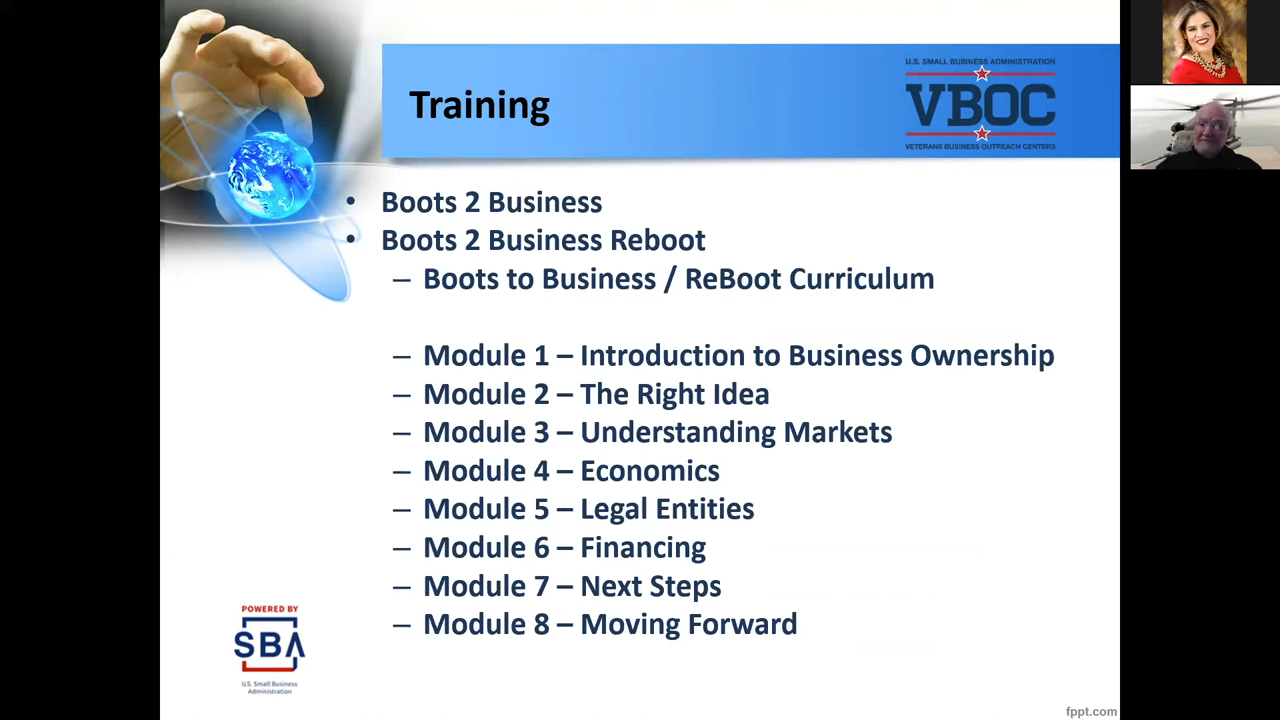 Training
U.S. SMALL BUSINESS ADMINISTRATION
VBOC
VETERANS BUSINESS OUTREACH CENTERS
• Boots 2 Business
• Boots 2 Business Reboot
– Boots to Business / ReBoot Curriculum
– Module 1 – Introduction to Business Ownership
– Module 2 – The Right Idea
– Module 3 – Understanding Markets
– Module 4 – Economics
– Module 5 – Legal Entities
– Module 6 – Financing
– Module 7 – Next Steps
– Module 8 – Moving Forward
POWERED BY
SBA
U.S. Small Business
Administration
fppt.com